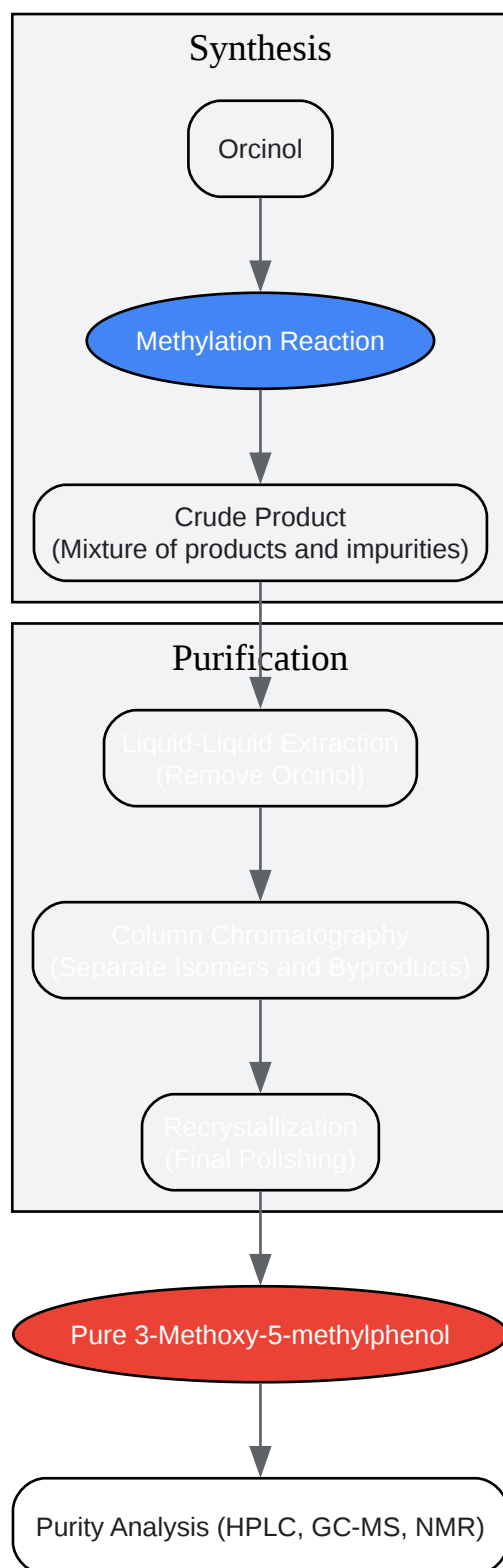 Synthesis
Orcinol
Methylation Reaction
Crude Product
(Mixture of products and impurities)
Purification
Liquid-Liquid Extraction
(Remove Orcinol)
Column Chromatography
(Separate Isomers and Byproducts)
Recrystallization
(Final Polishing)
Pure 3-Methoxy-5-methylphenol
Purity Analysis (HPLC, GC-MS, NMR)